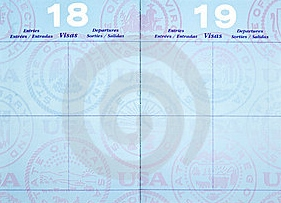 18
Entries Departures
Entrées / Entradas Visas Sorties / Salidas
19
Entries Departures
Entrées / Entradas Visas Sorties / Salidas
USA
USA